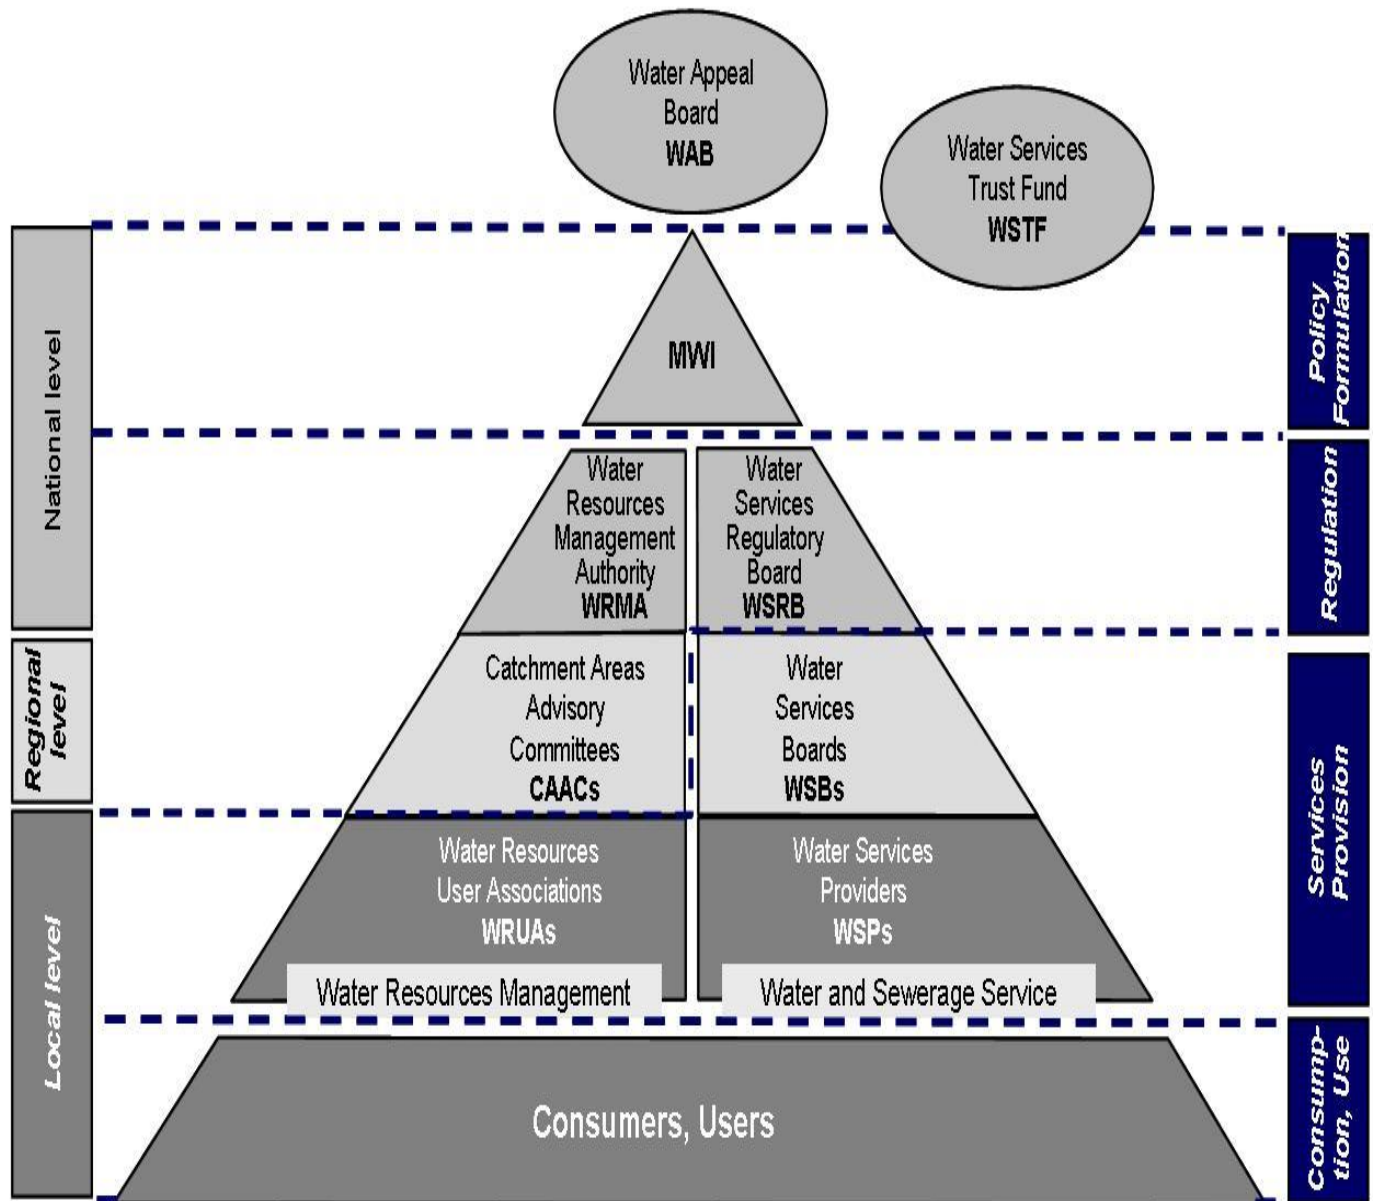 Water Appeal
Board
WAB
Water Services
Trust Fund
WSTF
National level
Policy
Formulation
MWI
Regulation
Water
Resources
Management
Authority
WRMA
Water
Services
Regulatory
Board
WSRB
Regional
level
Catchment Areas
Advisory
Committees
CAACs
Water
Services
Boards
WSBs
Services
Provision
Local level
Water Resources
User Associations
WRUAs
Water Services
Providers
WSPs
Water Resources Management
Water and Sewerage Service
Consumers, Users
Consump-
tion, Use